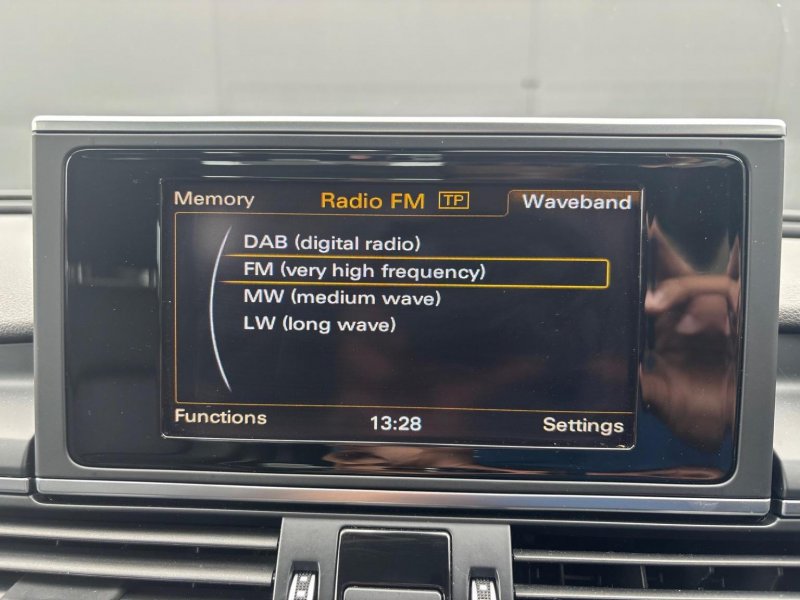 Memory Radio FM TP Waveband
DAB (digital radio)
FM (very high frequency)
MW (medium wave)
LW (long wave)
Functions 13:28 Settings